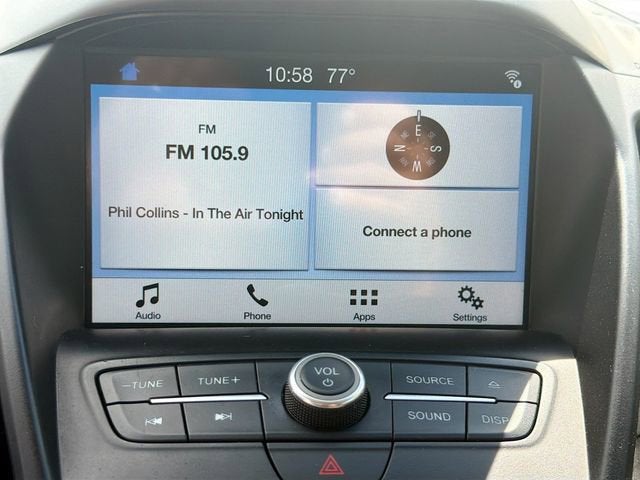 10:58 77°
FM
FM 105.9
Phil Collins - In The Air Tonight
E
N S
W
Connect a phone
Audio Phone Apps Settings
VOL
−TUNE TUNE+ SOURCE
SOUND DISP